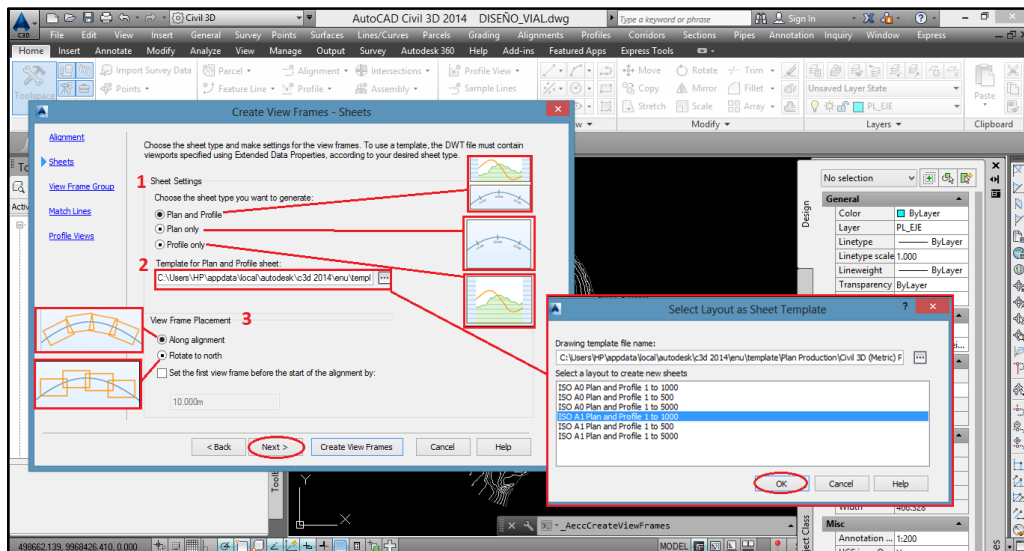 Civil 3D
AutoCAD Civil 3D 2014 DISEÑO_VIAL.dwg
Type a keyword or phrase
Sign In
C3D
File Edit View Insert General Survey Points Surfaces Lines/Curves Parcels Grading Alignments Profiles Corridors Sections Pipes Annotation Inquiry Window Express
Home Insert Annotate Modify Analyze View Manage Output Survey Autodesk 360 Help Add-ins Featured Apps Express Tools
Toolspace
Import Survey Data
Points
Parcel
Feature Line
Alignment
Profile
Intersections
Assembly
Profile View
Sample Lines
Move Rotate Trim
Copy Mirror Fillet
Stretch Scale Array
Modify
Unsaved Layer State
PL_EJE
Layers
Paste
Clipboard
Create View Frames - Sheets
Alignment
Sheets
View Frame Group
Match Lines
Profile Views
Choose the sheet type and make settings for the view frames. To use a template, the DWT file must contain
viewports specified using Extended Data Properties, according to your desired sheet type.
1 Sheet Settings
Choose the sheet type you want to generate:
Plan and Profile
Plan only
Profile only
2 Template for Plan and Profile sheet:
C:\Users\HP\appdata\local\autodesk\c3d 2014\enu\templ
...
View Frame Placement 3
Along alignment
Rotate to north
Set the first view frame before the start of the alignment by:
10.000m
< Back Next > Create View Frames Cancel Help
Select Layout as Sheet Template
Drawing template file name:
C:\Users\HP\appdata\local\autodesk\c3d 2014\enu\template\Plan Production\Civil 3D (Metric) P
...
Select a layout to create new sheets
ISO A0 Plan and Profile 1 to 1000
ISO A0 Plan and Profile 1 to 500
ISO A0 Plan and Profile 1 to 5000
ISO A1 Plan and Profile 1 to 1000
ISO A1 Plan and Profile 1 to 500
ISO A1 Plan and Profile 1 to 5000
OK Cancel Help
No selection
Design
General
Color ByLayer
Layer PL_EJE
Linetype ByLayer
Linetype scale 1.000
Lineweight ByLayer
Transparency ByLayer
Misc
Annotation ... 1:200
Y
X
_AeccCreateViewFrames
498662.139, 9968426.410, 0.000
MODEL